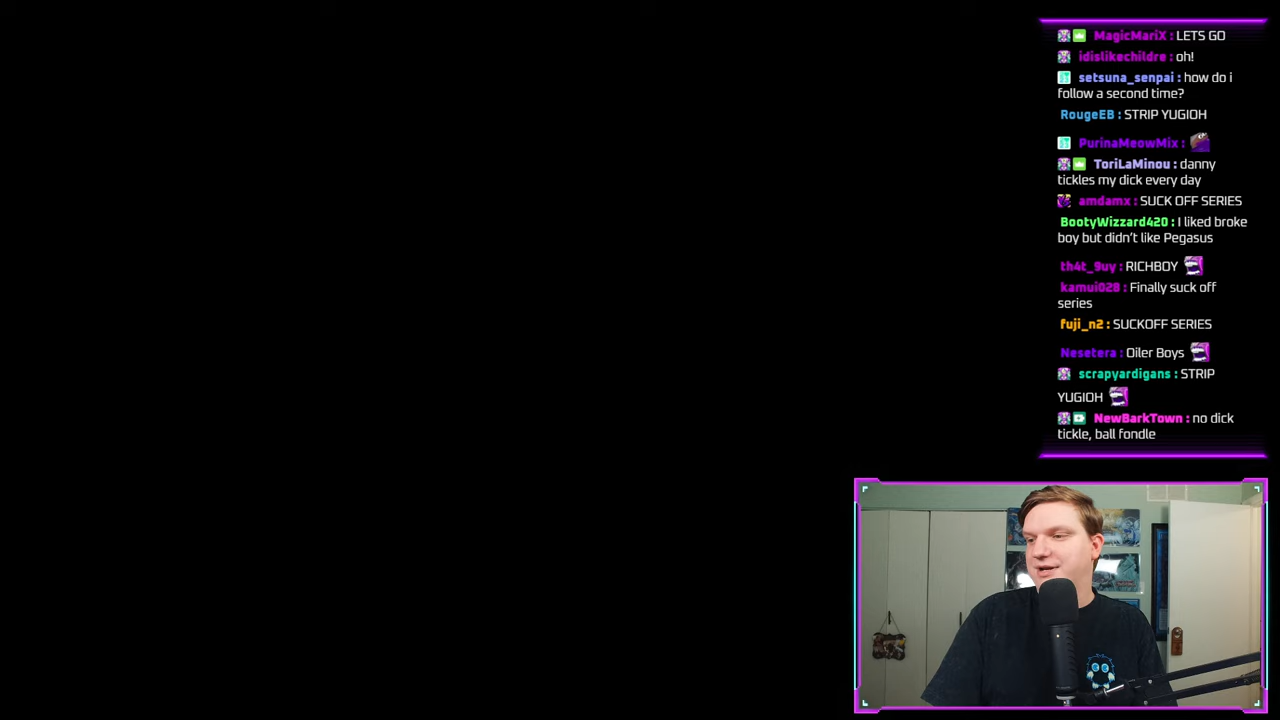 MagicMariX : LETS GO
idislikechildre : oh!
setsuna_senpai : how do i
follow a second time?
RougeEB : STRIP YUGIOH
PurinaMeowMix :
ToriLaMinou : danny
tickles my dick every day
amdamx : SUCK OFF SERIES
BootyWizzard420 : I liked broke
boy but didn't like Pegasus
th4t_9uy : RICHBOY
kamui028 : Finally suck off
series
fuji_n2 : SUCKOFF SERIES
Nesetera : Oiler Boys
scrapyardigans : STRIP
YUGIOH
NewBarkTown : no dick
tickle, ball fondle